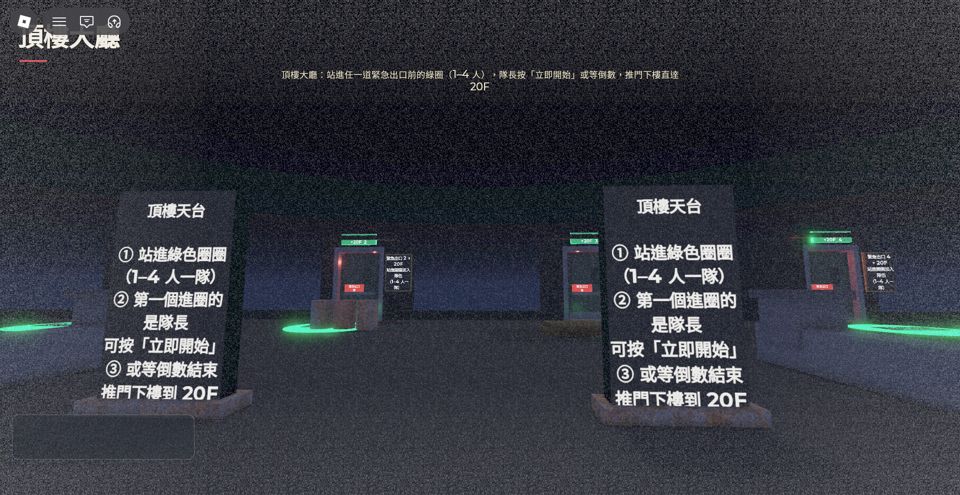 頂樓大廳
頂樓大廳：站進任一道緊急出口前的綠圈（1–4 人），隊長按「立即開始」或等倒數，推門下樓直達
20F
頂樓天台
① 站進綠色圈圈
（1–4 人一隊）
② 第一個進圈的
是隊長
可按「立即開始」
③ 或等倒數結束
推門下樓到 20F
頂樓天台
① 站進綠色圈圈
（1–4 人一隊）
② 第一個進圈的
是隊長
可按「立即開始」
③ 或等倒數結束
推門下樓到 20F